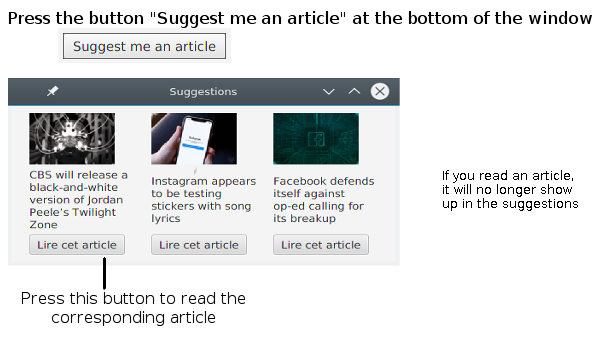 Press the button "Suggest me an article" at the bottom of the window
Suggest me an article
Suggestions
CBS will release a
black-and-white
version of Jordan
Peele's Twilight
Zone
Lire cet article
Instagram appears
to be testing
stickers with song
lyrics
Lire cet article
Facebook defends
itself against
op-ed calling for
its breakup
Lire cet article
If you read an article,
it will no longer show
up in the suggestions
Press this button to read the
corresponding article